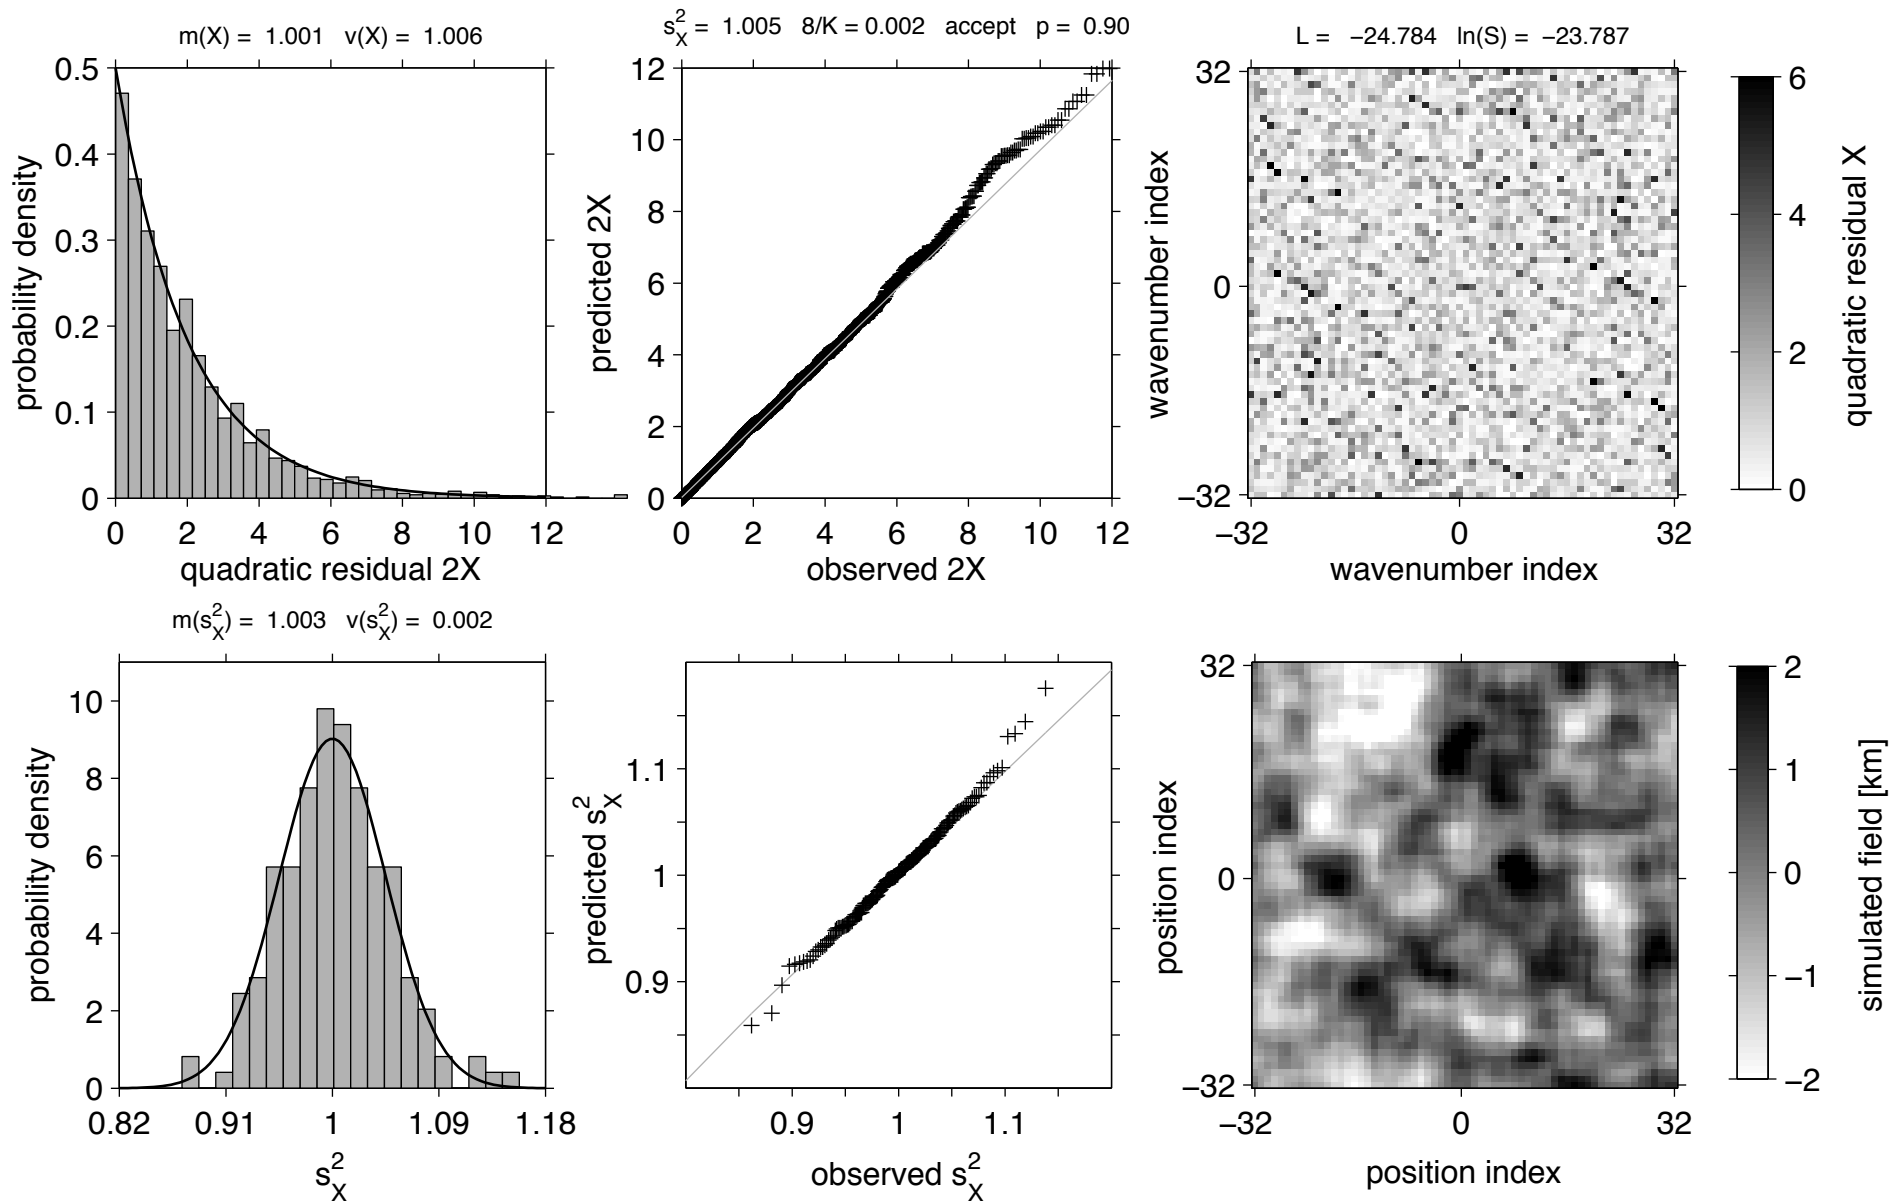 m(X) = 1.001 v(X) = 1.006
0.5
0.4
0.3
0.2
0.1
0
probability density
0 2 4 6 8 10 12
quadratic residual 2X
s²_X = 1.005 8/K = 0.002 accept p = 0.90
12
10
8
6
4
2
0
predicted 2X
0 2 4 6 8 10 12
observed 2X
L = −24.784 ln(S) = −23.787
32
0
−32
wavenumber index
−32 0 32
wavenumber index
6
4
2
0
quadratic residual X
m(s²_X) = 1.003 v(s²_X) = 0.002
10
8
6
4
2
0
probability density
0.82 0.91 1 1.09 1.18
s²_X
1.1
1
0.9
predicted s²_X
0.9 1 1.1
observed s²_X
32
0
−32
position index
−32 0 32
position index
2
1
0
−1
−2
simulated field [km]